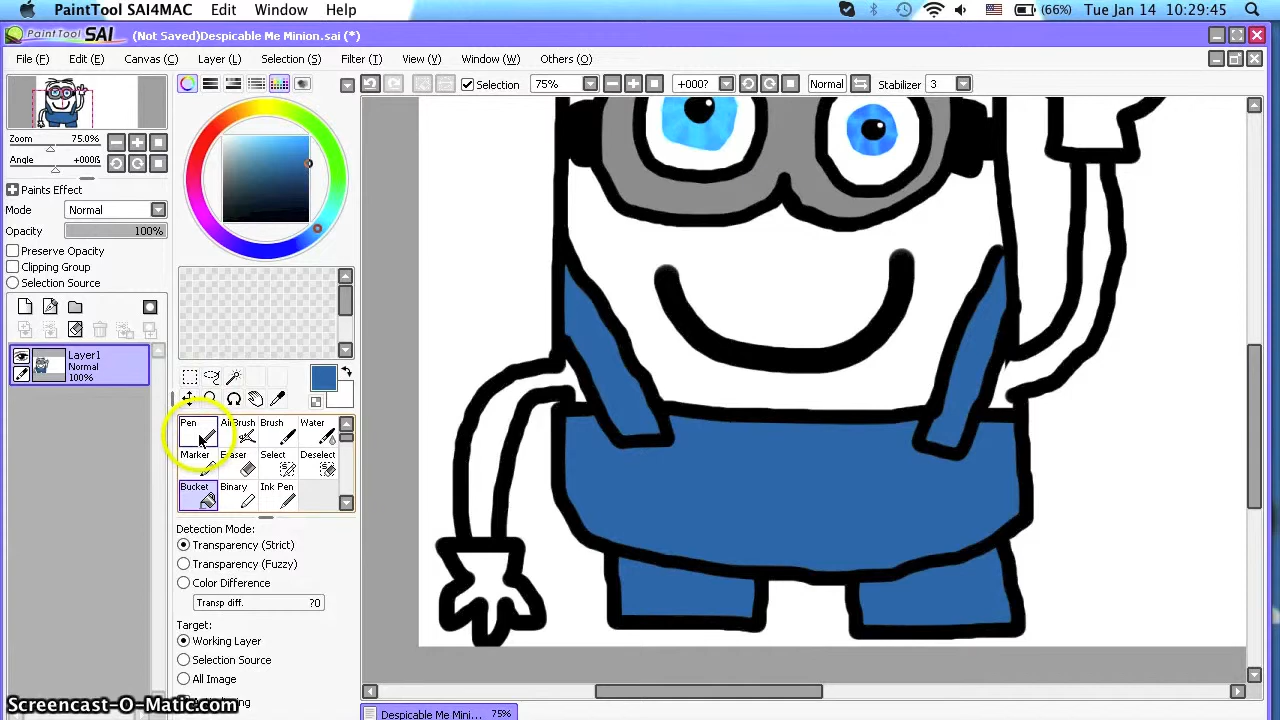 PaintTool SAI4MAC Edit Window Help (66%) Tue Jan 14 10:29:45
PaintTool SAI (Not Saved)Despicable Me Minion.sai (*)
File (F) Edit (E) Canvas (C) Layer (L) Selection (S) Filter (T) View (V) Window (W) (O)
Selection 75% +000? Normal Stabilizer 3
Zoom 75.0%
Angle +000ß
Paints Effect
Mode Normal
Opacity 100%
Preserve Opacity
Clipping Group
Selection Source
Layer1
Normal
100%
Pen AirBrush Brush Water
Marker Eraser Select Deselect
Bucket Binary Ink Pen
Detection Mode:
Transparency (Strict)
Transparency (Fuzzy)
Color Difference
Transp diff. ?0
Target:
Working Layer
Selection Source
All Image
Screencast-O-Matic.com
Despicable Me Mini... 75%